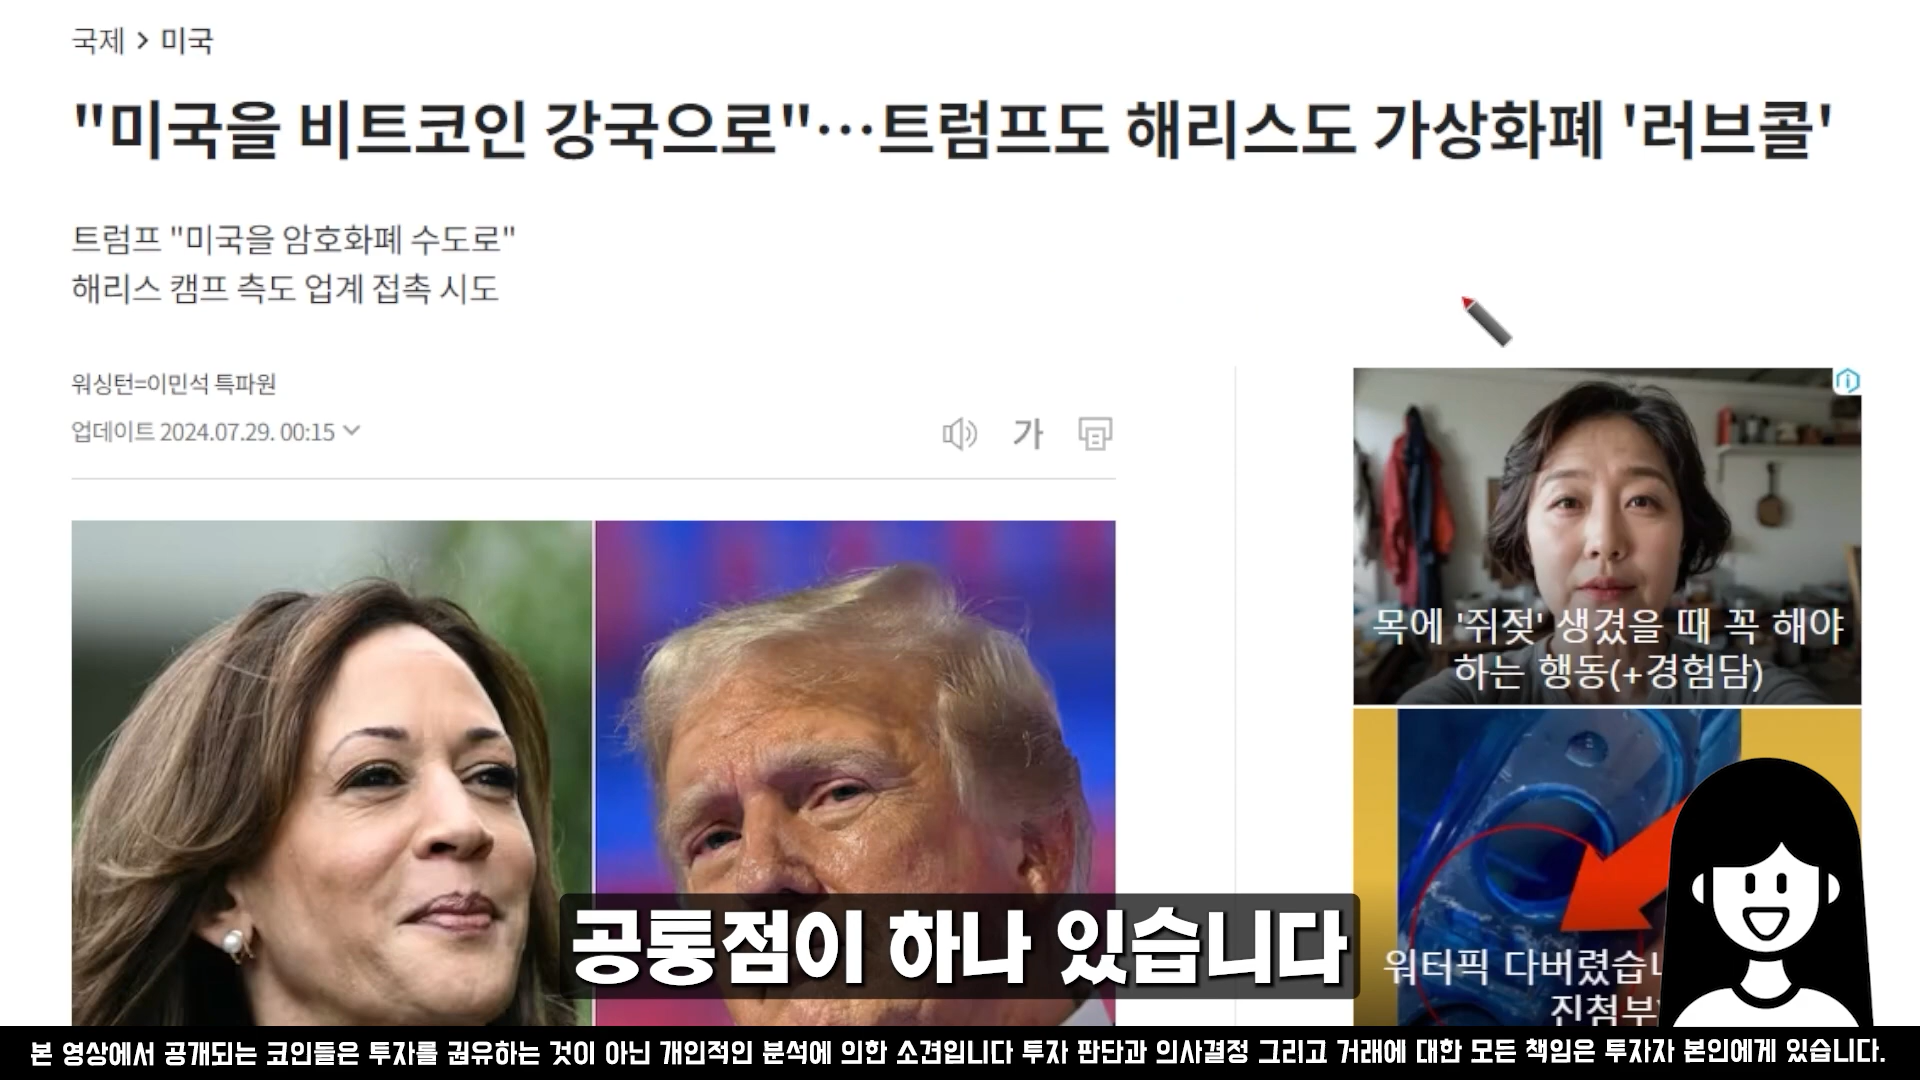 국제 > 미국
"미국을 비트코인 강국으로"…트럼프도 해리스도 가상화폐 '러브콜'
트럼프 "미국을 암호화폐 수도로"
해리스 캠프 측도 업계 접촉 시도
워싱턴=이민석 특파원
업데이트 2024.07.29. 00:15
가
목에 '쥐젖' 생겼을 때 꼭 해야
하는 행동(+경험담)
워터픽
공통점이 하나 있습니다
본 영상에서 공개되는 코인들은 투자를 권유하는 것이 아닌 개인적인 분석에 의한 소견입니다 투자 판단과 의사결정 그리고 거래에 대한 모든 책임은 투자자 본인에게 있습니다.